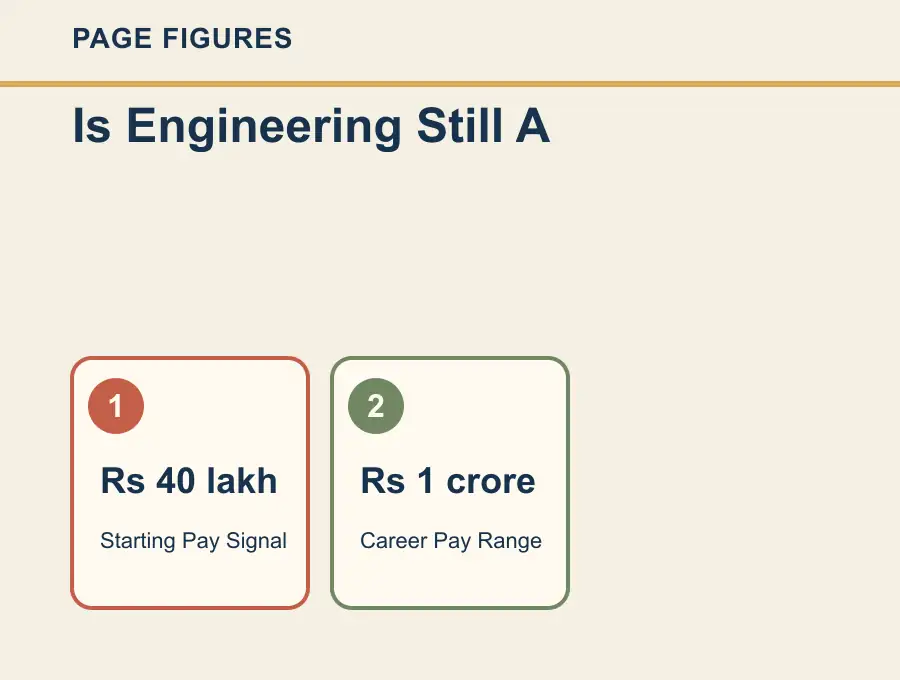 PAGE FIGURES
Is Engineering Still A
1
Rs 40 lakh
Starting Pay Signal
2
Rs 1 crore
Career Pay Range